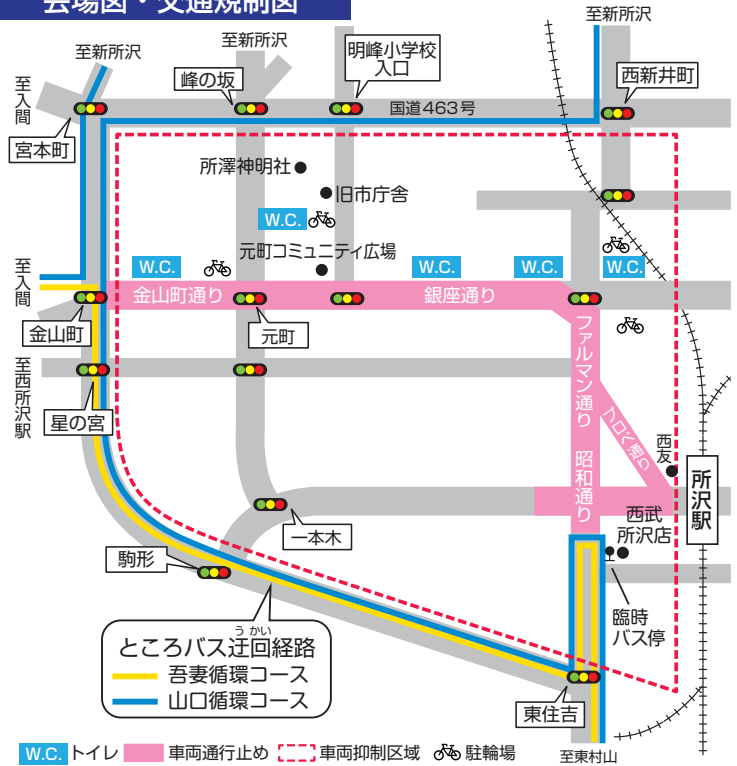 会場図・交通規制図
至新所沢
至新所沢
至新所沢
明峰小学校
入口
峰の坂
西新井町
至入間
国道463号
宮本町
所澤神明社
旧市庁舎
W.C.
元町コミュニティ広場
W.C.
W.C.
W.C.
W.C.
至入間
金山町通り
銀座通り
金山町
元町
ファルマン通り
至西所沢駅
星の宮
プロペ通り
西友
昭和通り
所沢駅
西武
所沢店
一本木
駒形
臨時
バス停
うかい
ところバス迂回経路
吾妻循環コース
山口循環コース
東住吉
至東村山
W.C. トイレ 車両通行止め 車両抑制区域 駐輪場